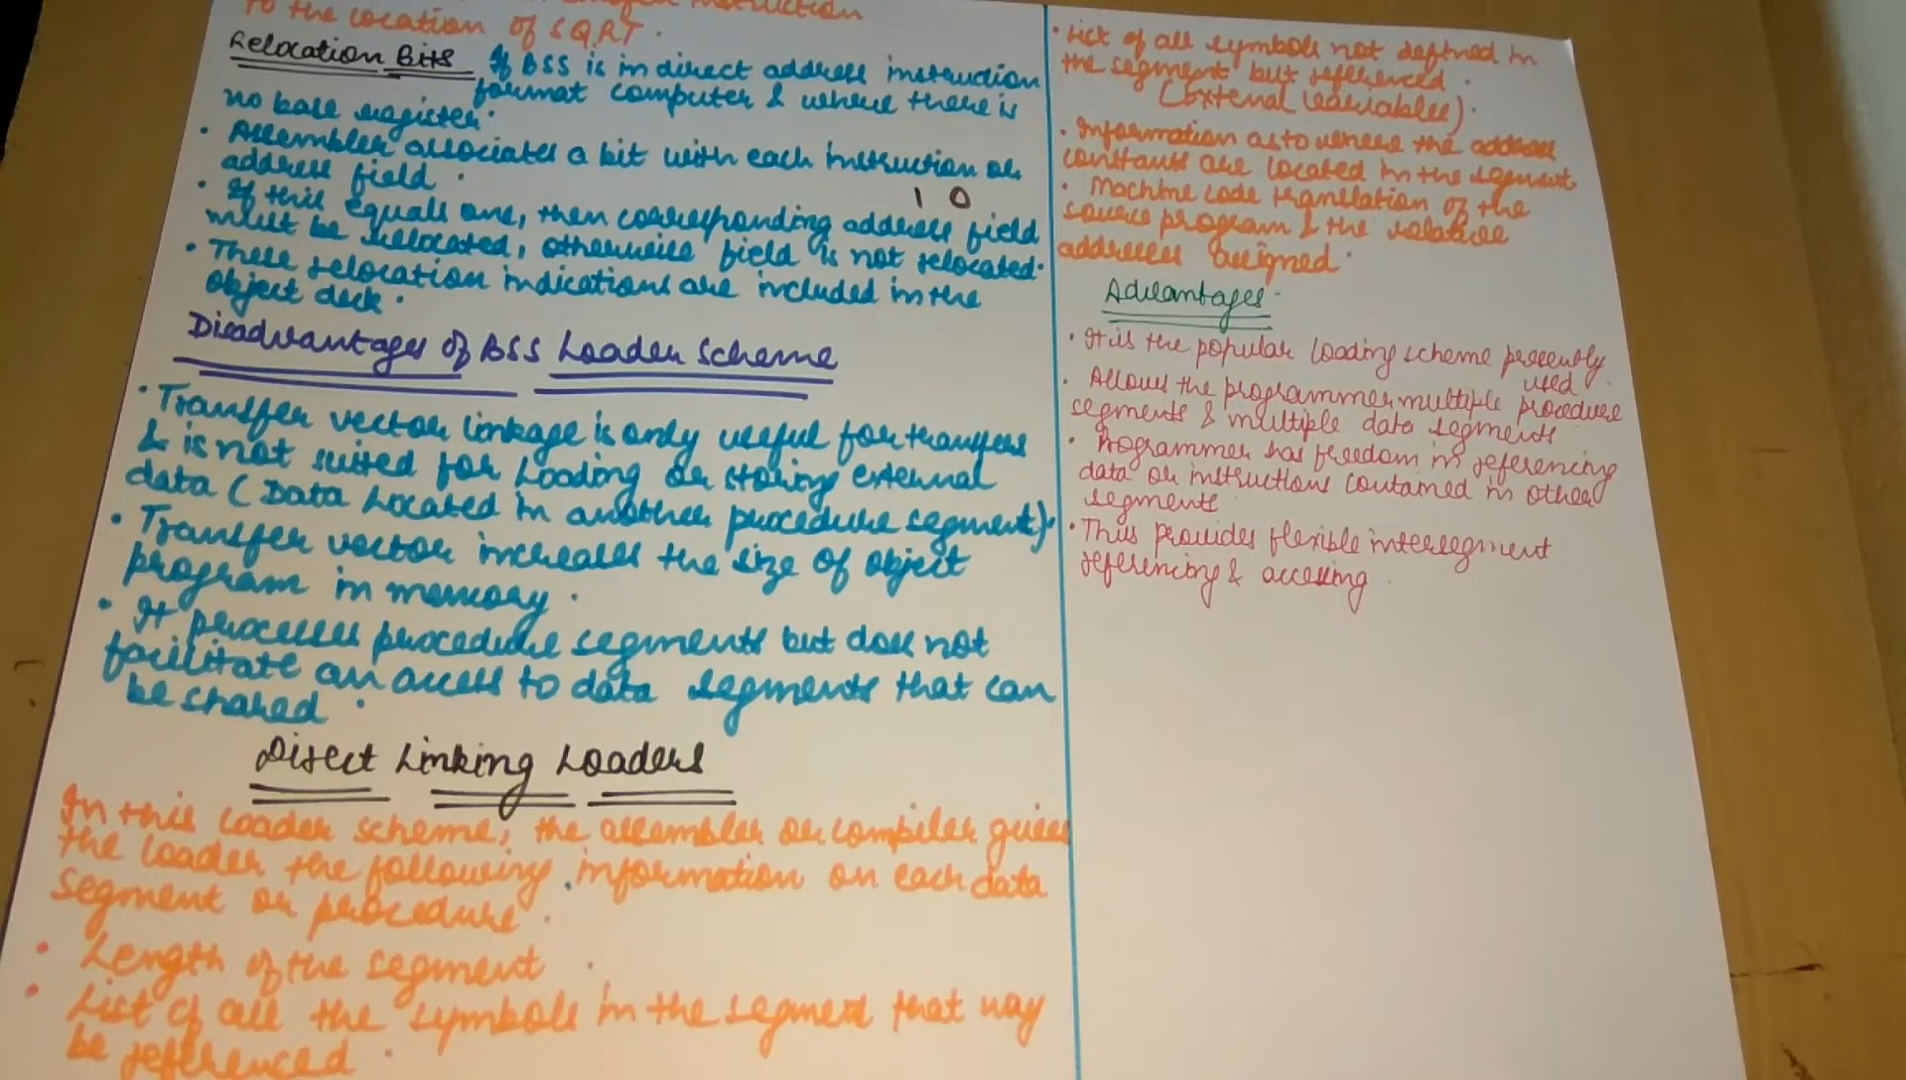 to the location of SQRT.
Relocation Bits If BSS is in direct address instruction
format computer & where there is
no base register.
• Assembler associates a bit with each instruction or
address field.
1 0
• If this equals one, then corresponding address field
must be relocated, otherwise field is not relocated.
• These relocation indications are included in the
object deck.
Disadvantages of BSS Loader Scheme
• Transfer vector linkage is only useful for transfers
& is not suited for loading or storing external
data (Data Located in another procedure segment).
• Transfer vector increases the size of object
program in memory.
• It processes procedure segments but does not
facilitate an access to data segments that can
be shared.
Direct Linking Loaders
In this loader scheme, the assembler or compiler gives
the loader the following information on each data
segment or procedure.
• Length of the segment.
• List of all the symbols in the segment that may
be referenced.
• List of all symbols not defined in
the segment but referenced.
(External Variables).
• Information as to where the address
constants are located in the segment.
• Machine code translation of the
source program & the relative
addresses assigned.
Advantages -
• It is the popular loading scheme presently
used.
• Allows the programmer multiple procedure
segments & multiple data segments
• Programmer has freedom in referencing
data or instructions contained in other
segments.
• This provides flexible intersegment
referencing & accessing.